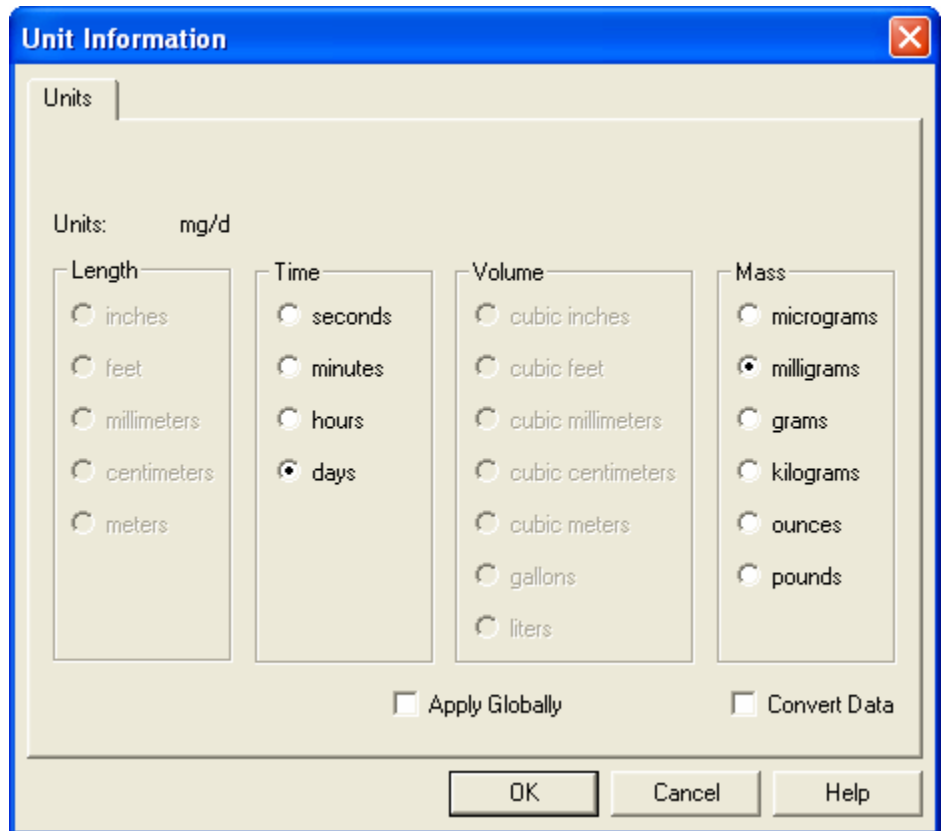 Unit Information
Units
Units: mg/d
Length
inches
feet
millimeters
centimeters
meters
Time
seconds
minutes
hours
days
Volume
cubic inches
cubic feet
cubic millimeters
cubic centimeters
cubic meters
gallons
liters
Mass
micrograms
milligrams
grams
kilograms
ounces
pounds
Apply Globally
Convert Data
OK
Cancel
Help